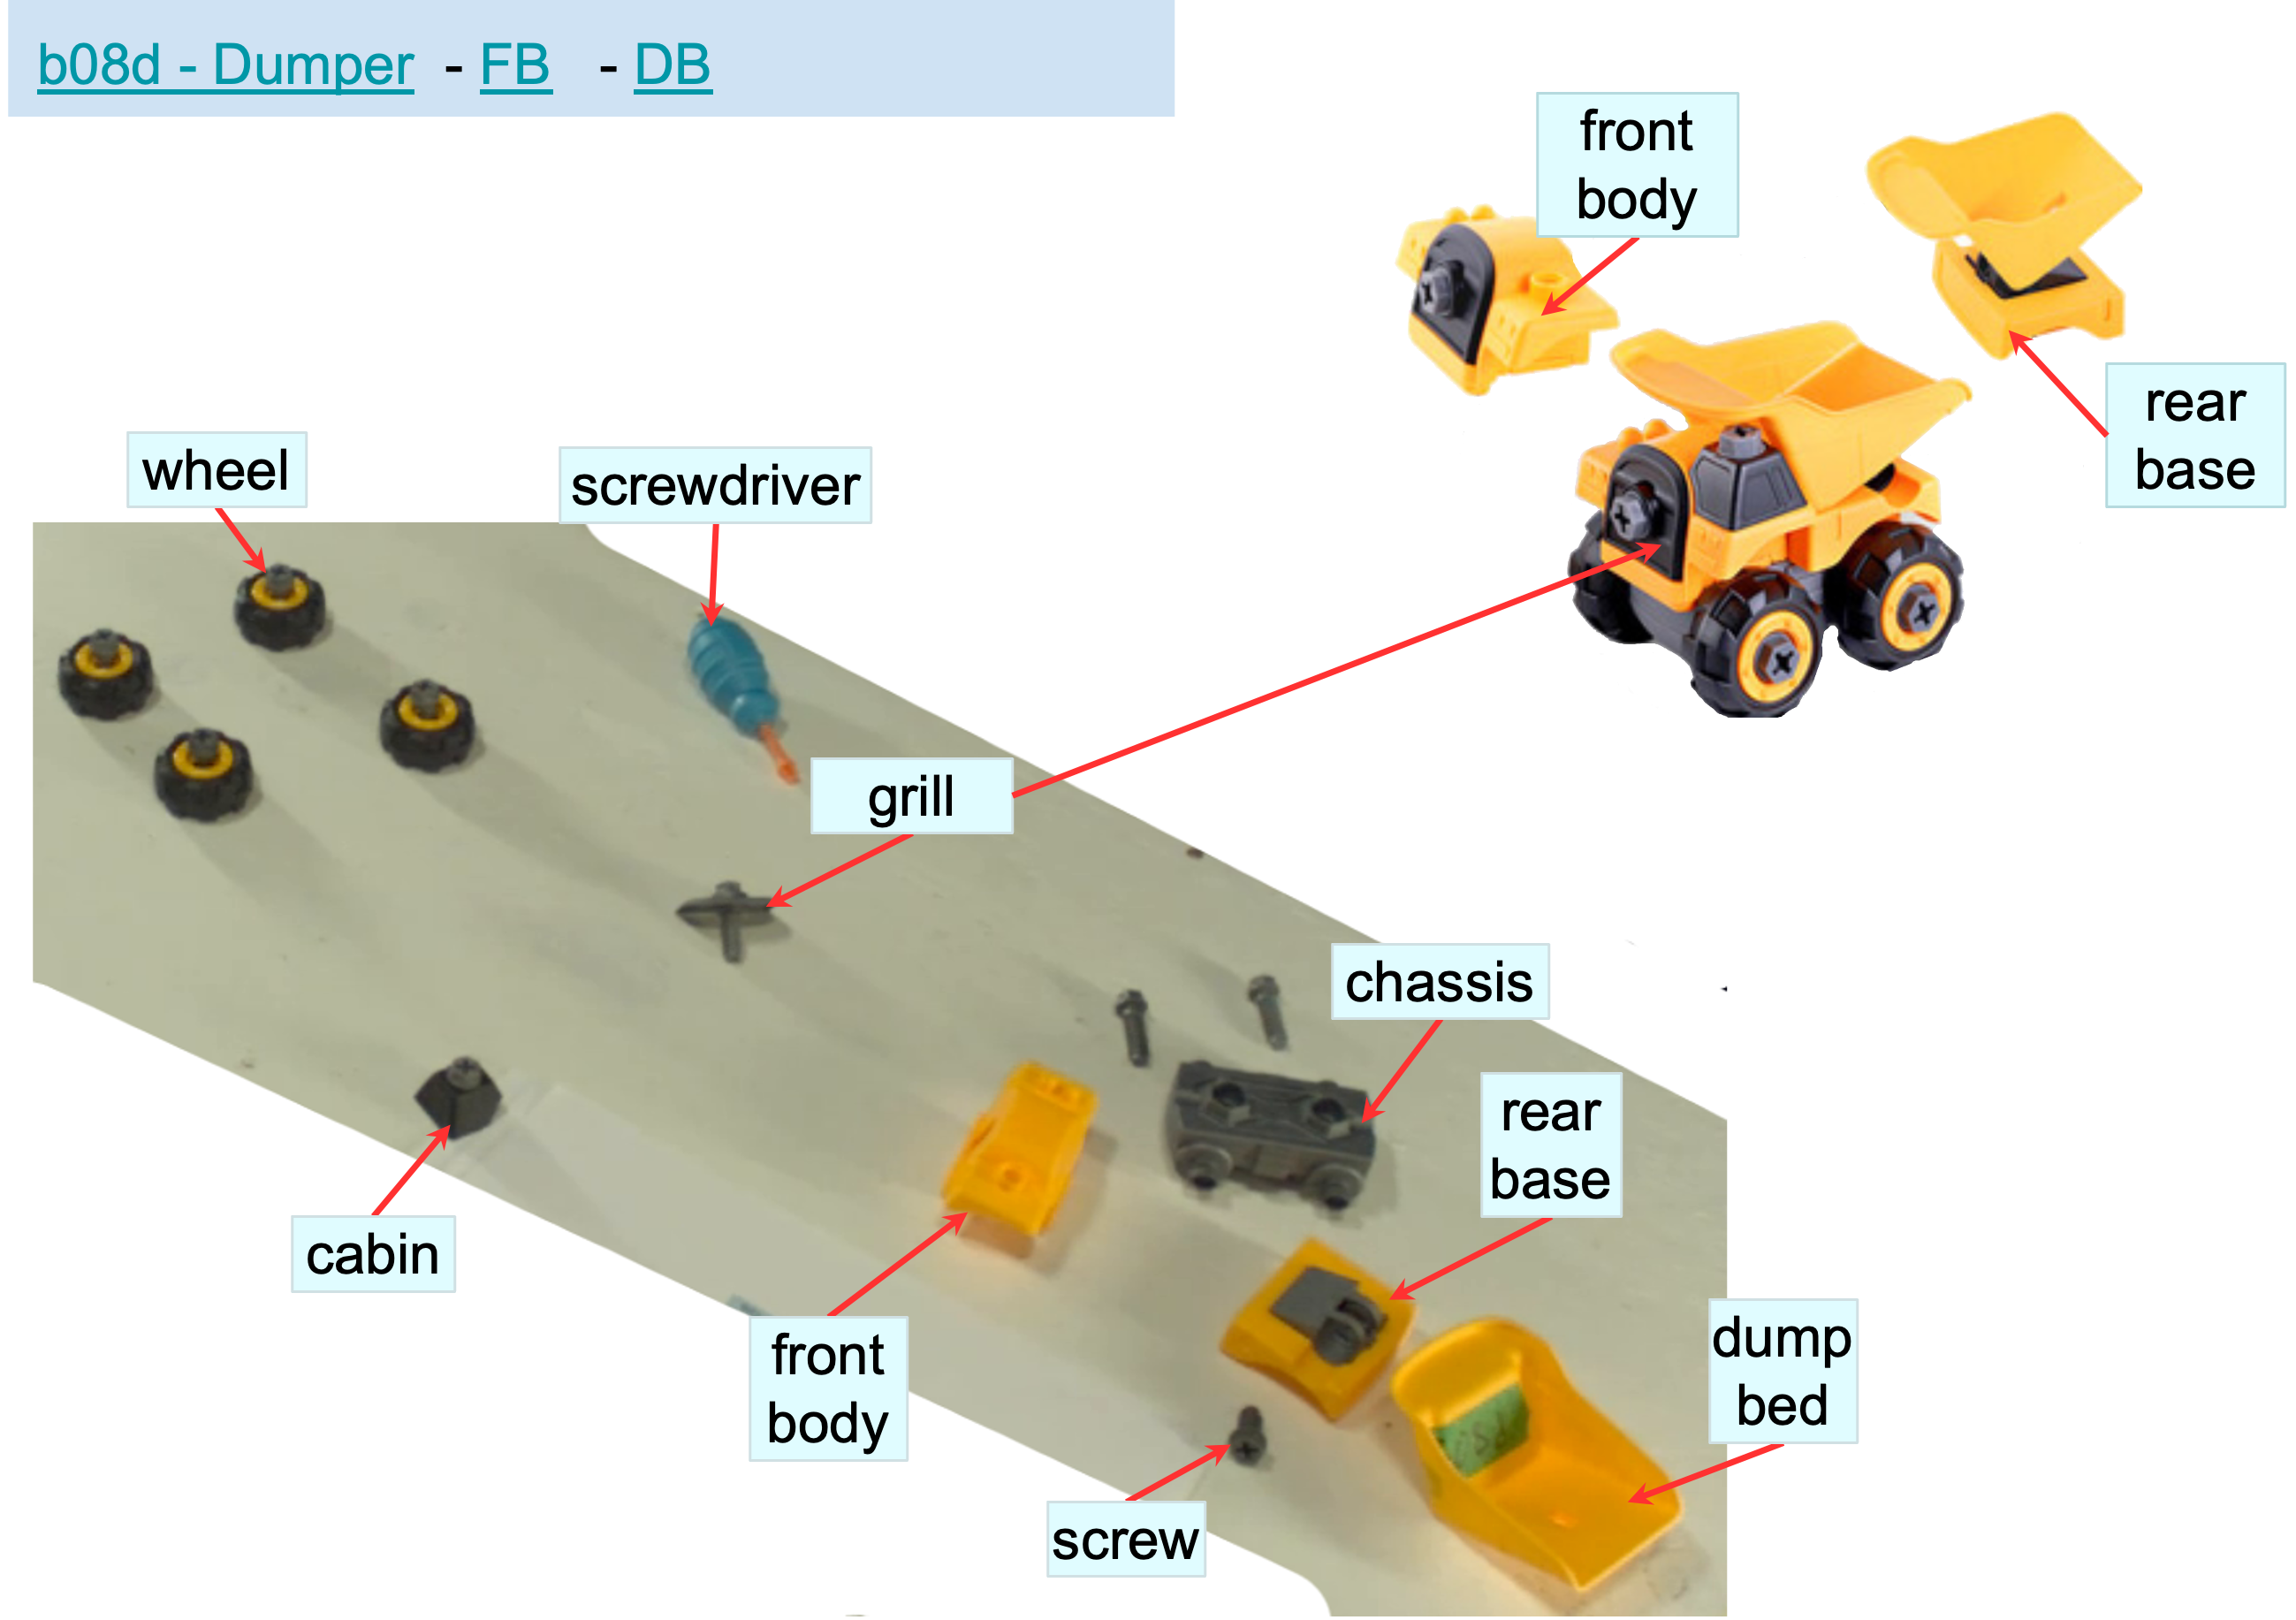 b08d - Dumper - FB - DB
front
body
rear
base
wheel
screwdriver
grill
chassis
rear
base
cabin
front
body
dump
bed
screw